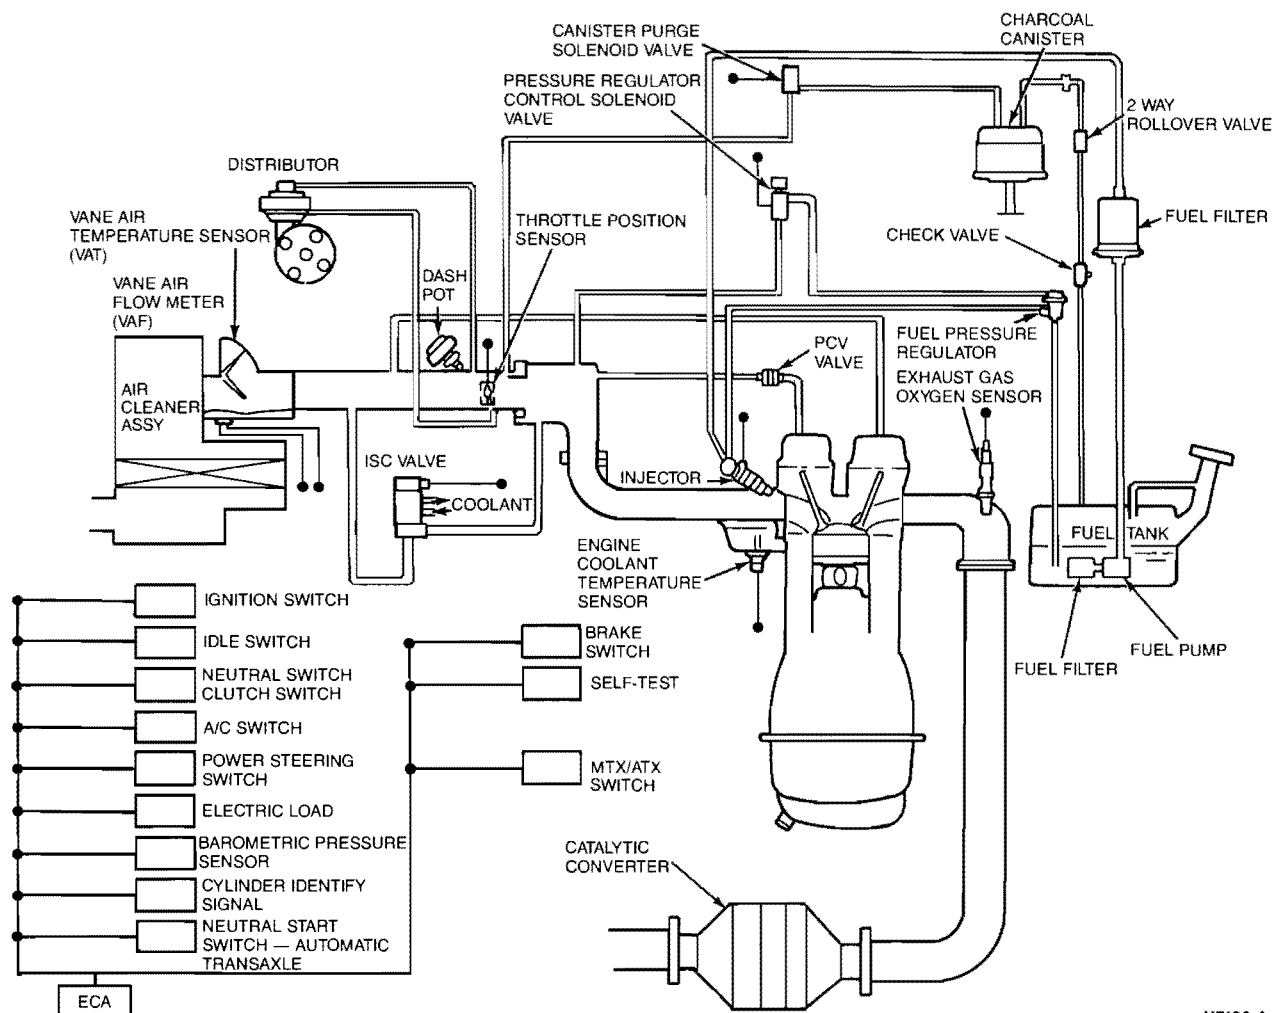 CHARCOAL
CANISTER
CANISTER PURGE
SOLENOID VALVE
PRESSURE REGULATOR
CONTROL SOLENOID
VALVE
2 WAY
ROLLOVER VALVE
DISTRIBUTOR
VANE AIR
TEMPERATURE SENSOR
(VAT)
THROTTLE POSITION
SENSOR
FUEL FILTER
CHECK VALVE
VANE AIR
FLOW METER
(VAF)
DASH
POT
FUEL PRESSURE
REGULATOR
PCV
VALVE
EXHAUST GAS
OXYGEN SENSOR
AIR
CLEANER
ASSY
ISC VALVE
COOLANT
INJECTOR
FUEL TANK
ENGINE
COOLANT
TEMPERATURE
SENSOR
FUEL PUMP
FUEL FILTER
IGNITION SWITCH
IDLE SWITCH
NEUTRAL SWITCH
CLUTCH SWITCH
A/C SWITCH
POWER STEERING
SWITCH
ELECTRIC LOAD
BAROMETRIC PRESSURE
SENSOR
CYLINDER IDENTIFY
SIGNAL
NEUTRAL START
SWITCH — AUTOMATIC
TRANSAXLE
BRAKE
SWITCH
SELF-TEST
MTX/ATX
SWITCH
CATALYTIC
CONVERTER
ECA